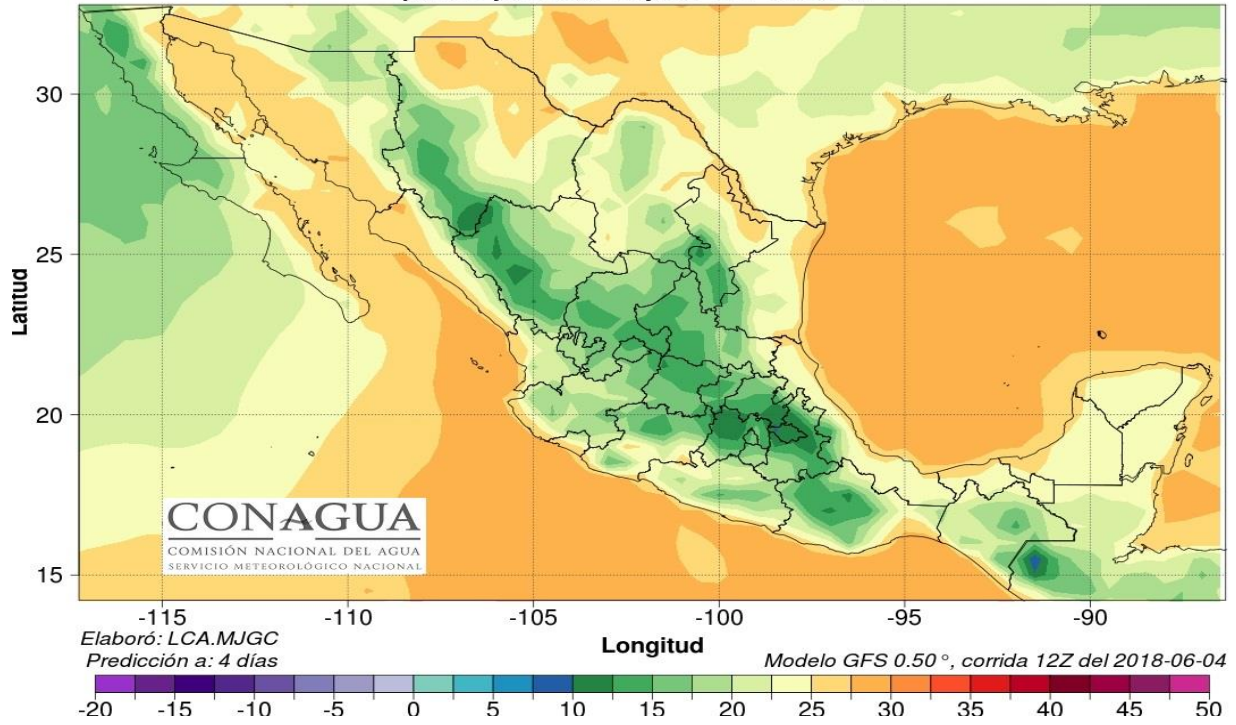 30
25
20
15
Latitud
CONAGUA
COMISIÓN NACIONAL DEL AGUA
SERVICIO METEOROLÓGICO NACIONAL
-115 -110 -105 -100 -95 -90
Elaboró: LCA.MJGC
Longitud
Predicción a: 4 días
Modelo GFS 0.50°, corrida 12Z del 2018-06-04
-20 -15 -10 -5 0 5 10 15 20 25 30 35 40 45 50